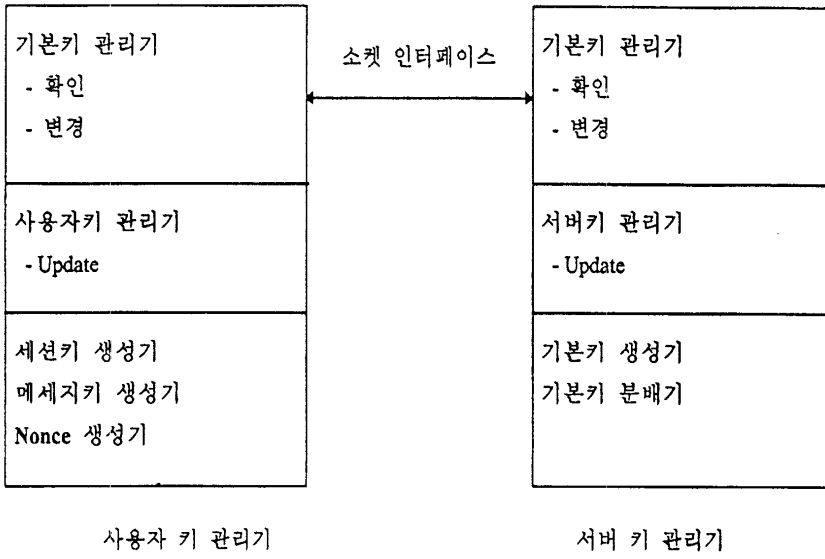 기본키 관리기
- 확인
- 변경
사용자키 관리기
- Update
세션키 생성기
메세지키 생성기
Nonce 생성기
사용자 키 관리기
소켓 인터페이스
기본키 관리기
- 확인
- 변경
서버키 관리기
- Update
기본키 생성기
기본키 분배기
서버 키 관리기